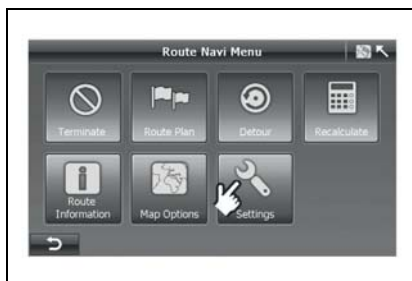 Route Navi Menu
Terminate
Route Plan
Detour
Recalculate
Route
Information
Map Options
Settings